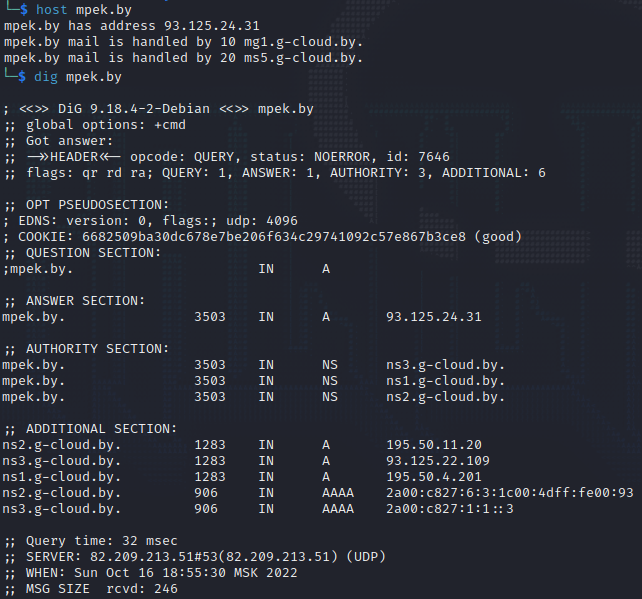 └─$ host mpek.by
mpek.by has address 93.125.24.31
mpek.by mail is handled by 10 mg1.g-cloud.by.
mpek.by mail is handled by 20 ms5.g-cloud.by.
└─$ dig mpek.by

; <<>> DiG 9.18.4-2-Debian <<>> mpek.by
;; global options: +cmd
;; Got answer:
;; ->>HEADER<<- opcode: QUERY, status: NOERROR, id: 7646
;; flags: qr rd ra; QUERY: 1, ANSWER: 1, AUTHORITY: 3, ADDITIONAL: 6

;; OPT PSEUDOSECTION:
; EDNS: version: 0, flags:; udp: 4096
; COOKIE: 6682509ba30dc678e7be206f634c29741092c57e867b3ce8 (good)
;; QUESTION SECTION:
;mpek.by. IN A

;; ANSWER SECTION:
mpek.by. 3503 IN A 93.125.24.31

;; AUTHORITY SECTION:
mpek.by. 3503 IN NS ns3.g-cloud.by.
mpek.by. 3503 IN NS ns1.g-cloud.by.
mpek.by. 3503 IN NS ns2.g-cloud.by.

;; ADDITIONAL SECTION:
ns2.g-cloud.by. 1283 IN A 195.50.11.20
ns3.g-cloud.by. 1283 IN A 93.125.22.109
ns1.g-cloud.by. 1283 IN A 195.50.4.201
ns2.g-cloud.by. 906 IN AAAA 2a00:c827:6:3:1c00:4dff:fe00:93
ns3.g-cloud.by. 906 IN AAAA 2a00:c827:1:1::3

;; Query time: 32 msec
;; SERVER: 82.209.213.51#53(82.209.213.51) (UDP)
;; WHEN: Sun Oct 16 18:55:30 MSK 2022
;; MSG SIZE rcvd: 246